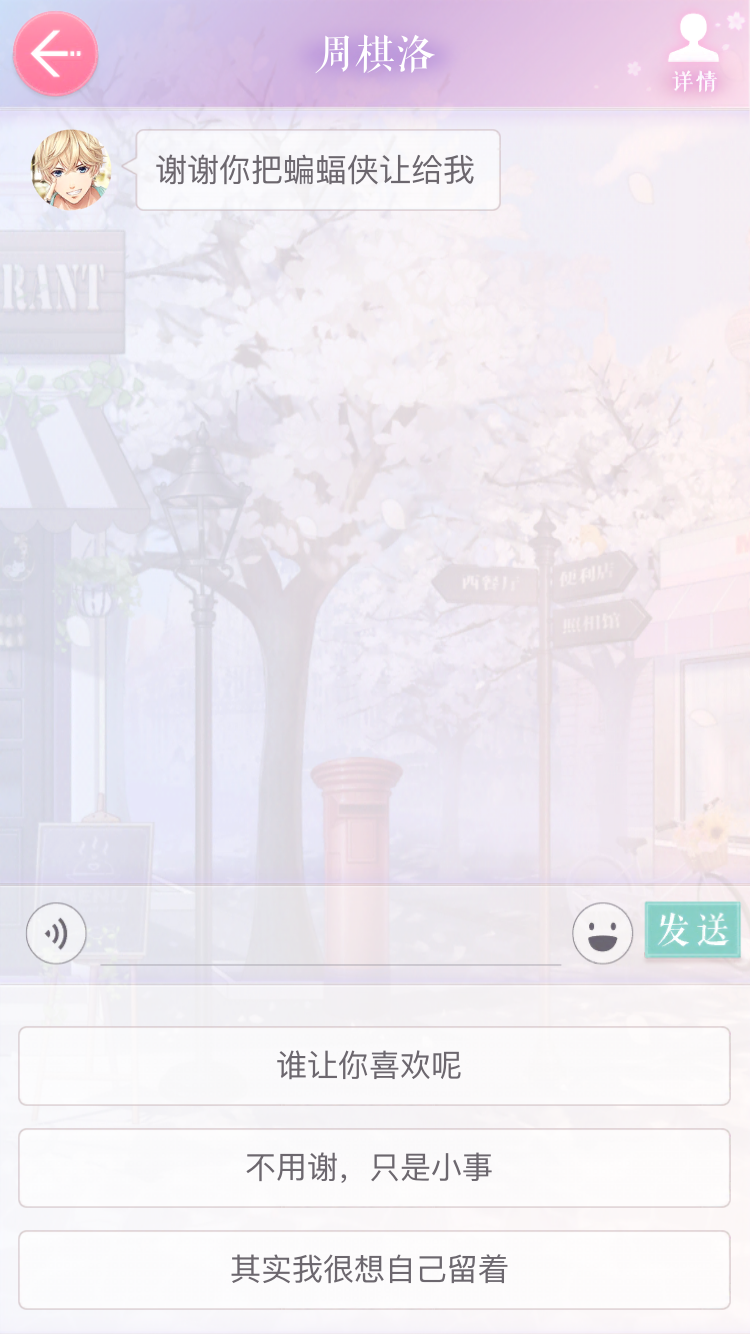 周棋洛
详情
谢谢你把蝙蝠侠让给我
RANT
西餐厅
便利店
照相馆
发送
谁让你喜欢呢
不用谢，只是小事
其实我很想自己留着